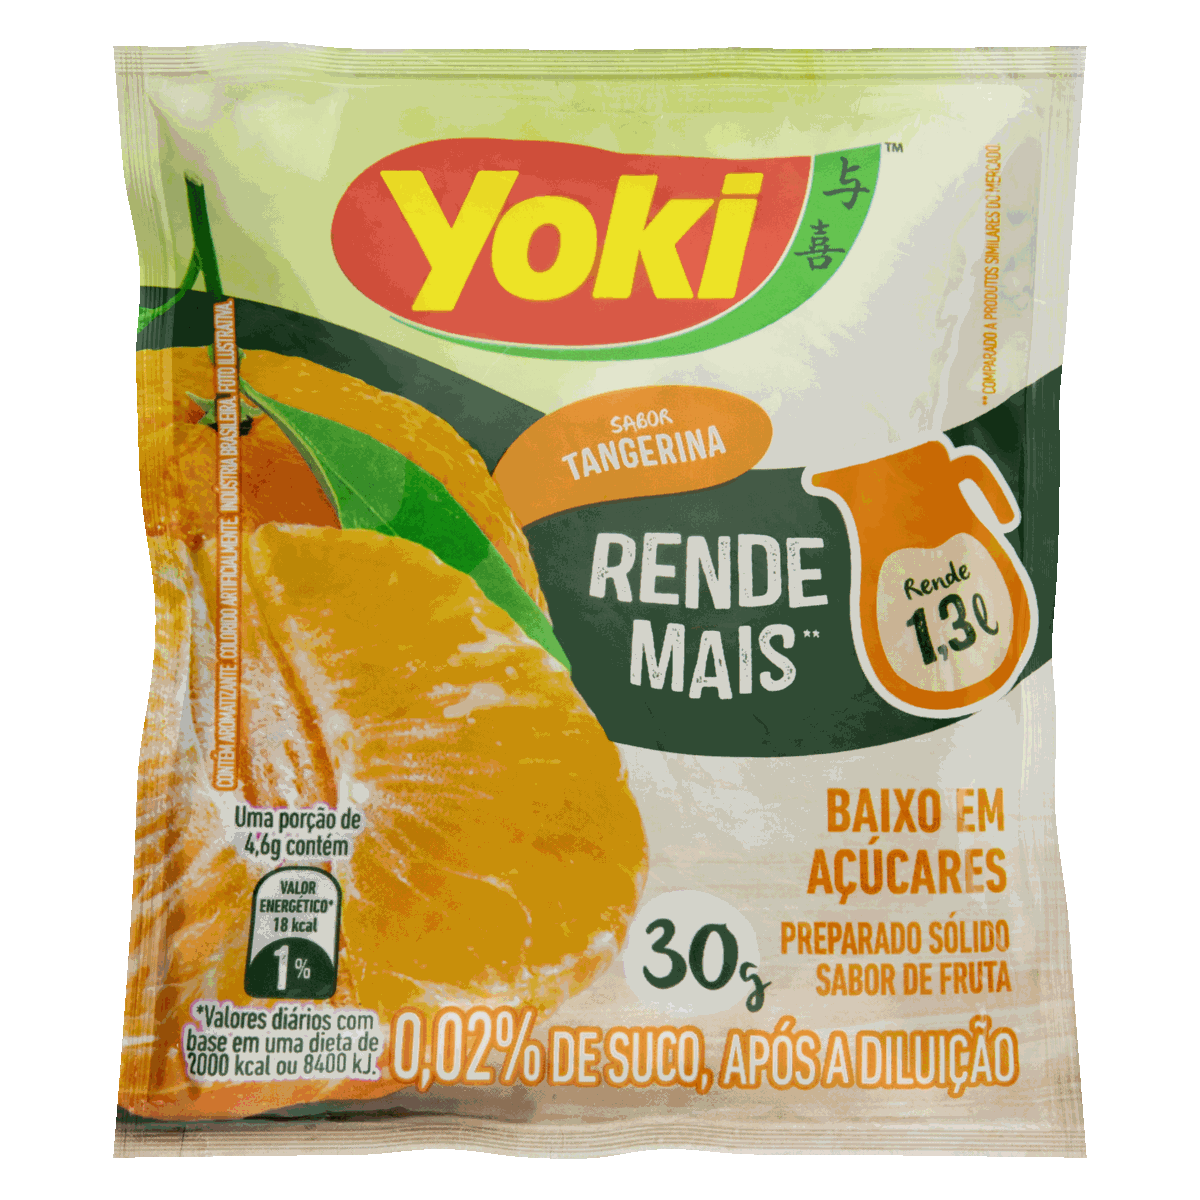 Yoki
TM
与
喜
**COMPARADO A PRODUTOS SIMILARES DO MERCADO.
SABOR
TANGERINA
RENDE
MAIS**
Rende
1,3l
CONTÉM AROMATIZANTE. COLORIDO ARTIFICIALMENTE. INDÚSTRIA BRASILEIRA. FOTO ILUSTRATIVA.
BAIXO EM
AÇÚCARES
Uma porção de
4,6g contém
VALOR
ENERGÉTICO*
18 kcal
1%
30g
PREPARADO SÓLIDO
SABOR DE FRUTA
*Valores diários com
base em uma dieta de
2000 kcal ou 8400 kJ.
0,02% DE SUCO, APÓS A DILUIÇÃO